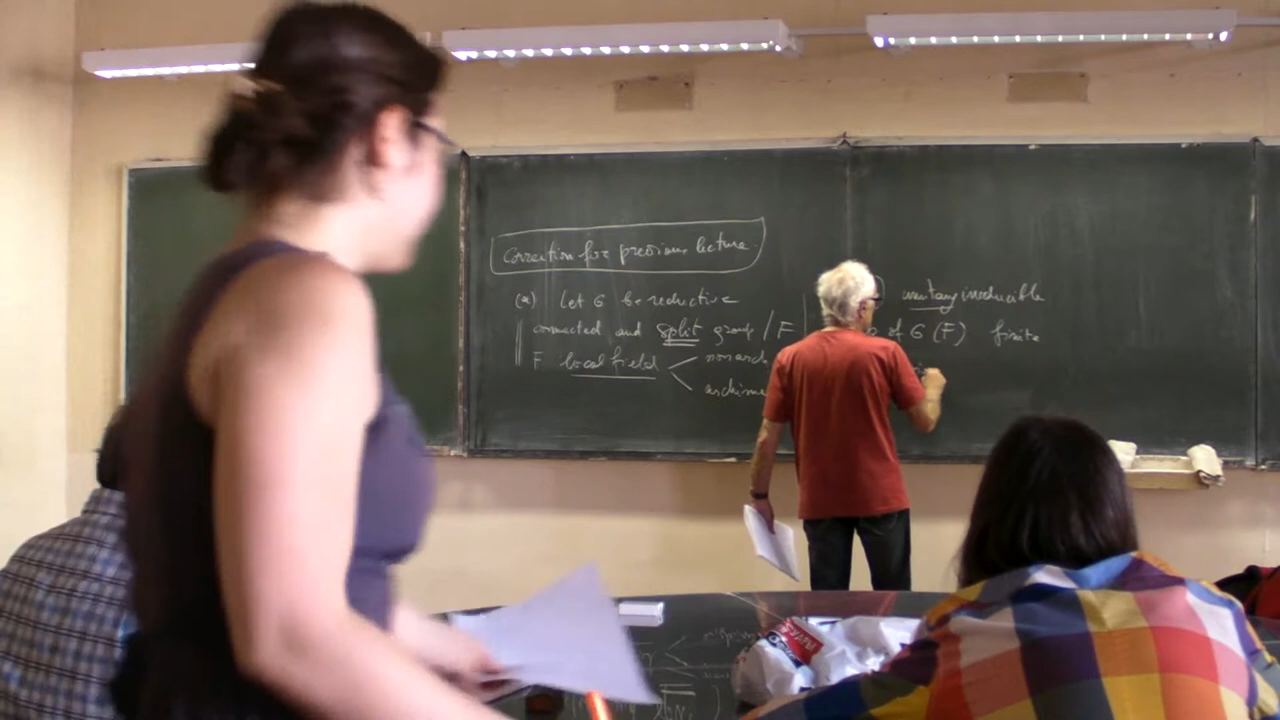 Correction for previous lecture.
(a) Let G be reductive
connected and split group / F
F local field nonarch
archime
unitary irreducible
of G(F) finite